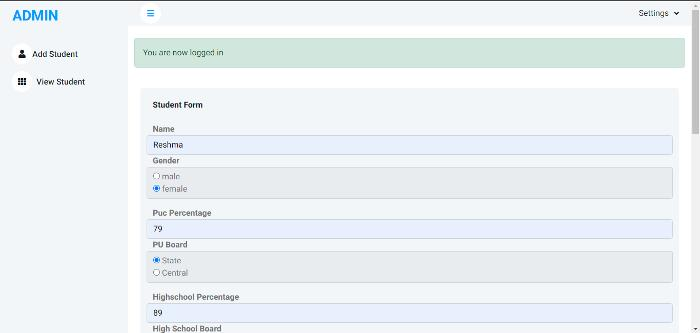 ADMIN
Settings
Add Student
View Student
You are now logged in
Student Form
Name
Reshma
Gender
male
female
Puc Percentage
79
PU Board
State
Central
Highschool Percentage
89
High School Board